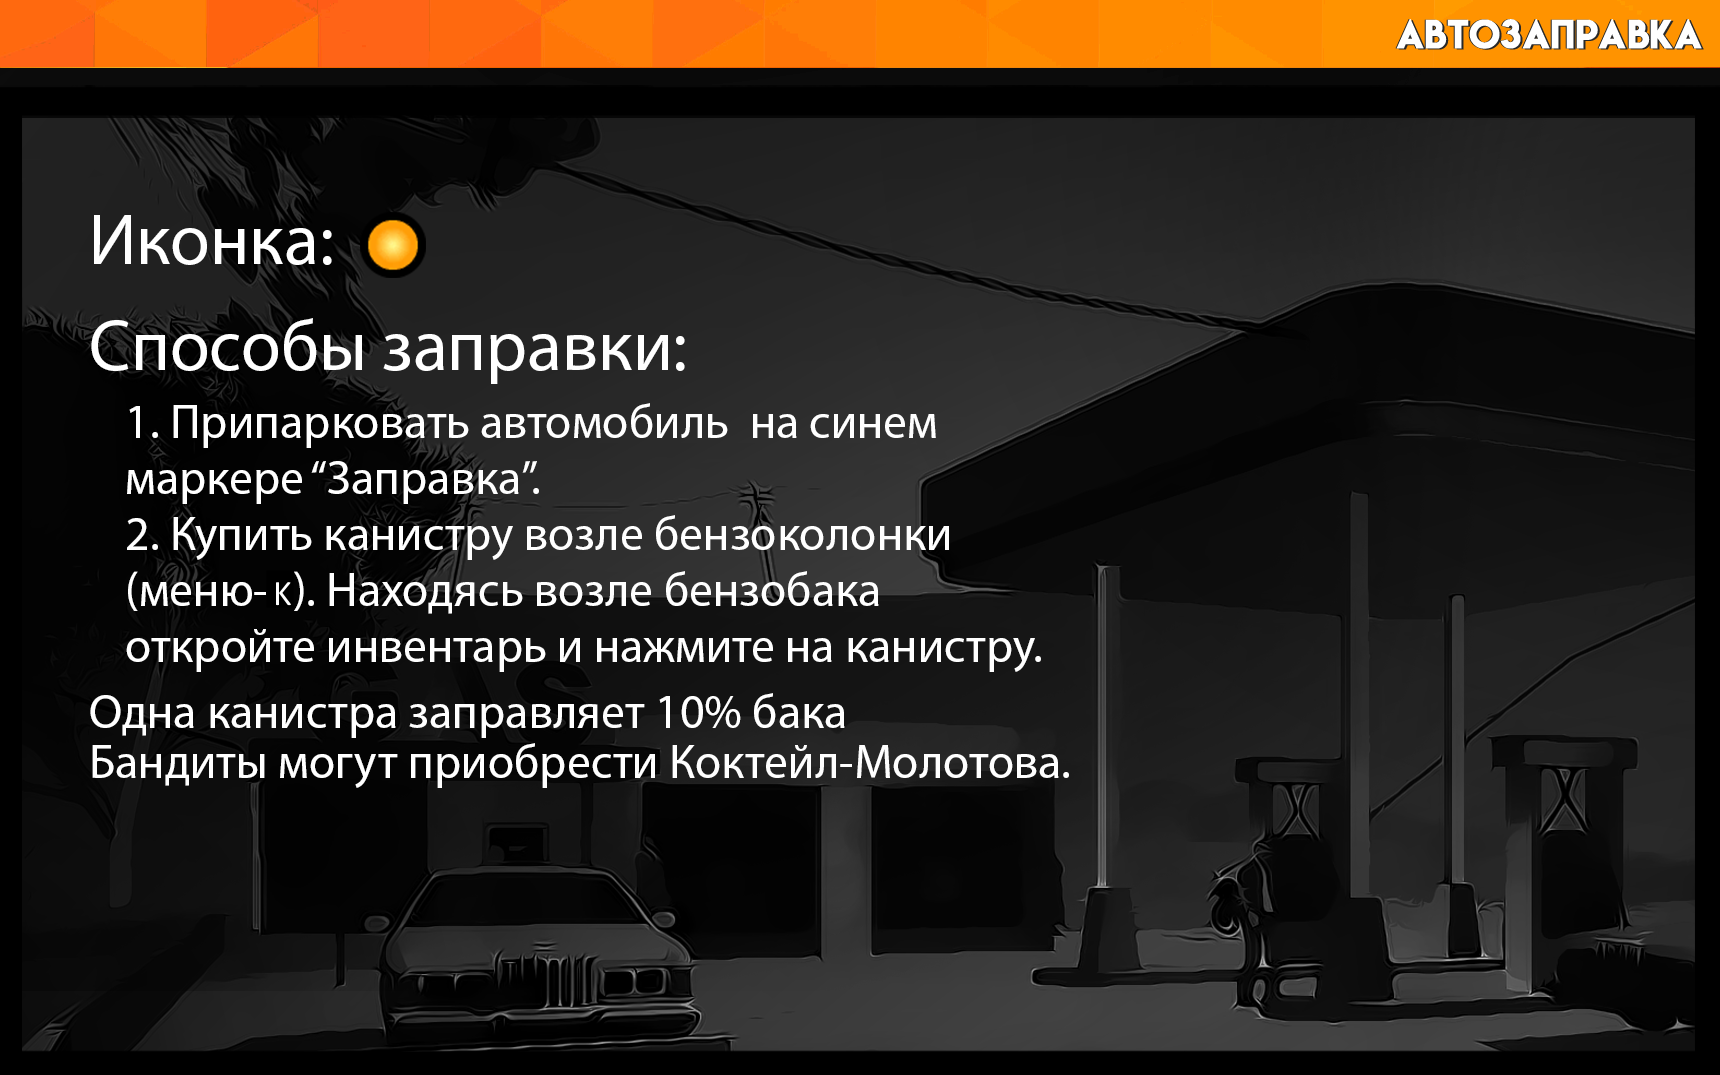 АВТОЗАПРАВКА
Иконка:
Способы заправки:
1. Припарковать автомобиль на синем
маркере “Заправка”.
2. Купить канистру возле бензоколонки
(меню- К). Находясь возле бензобака
откройте инвентарь и нажмите на канистру.
Одна канистра заправляет 10% бака
Бандиты могут приобрести Коктейл-Молотова.